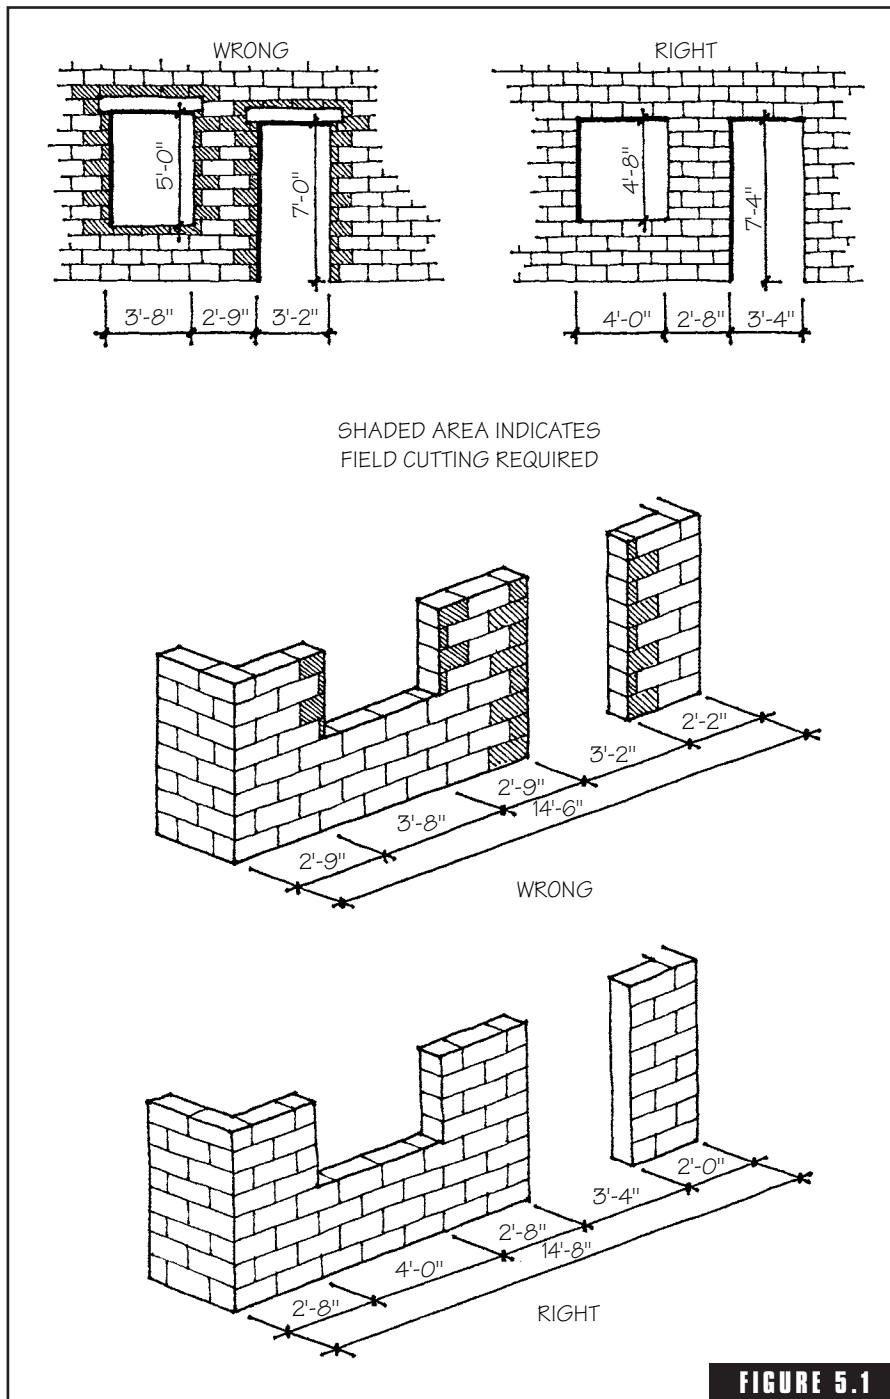 WRONG
RIGHT
5'-0"
7'-0"
4'-8"
7'-4"
3'-8" 2'-9" 3'-2"
4'-0" 2'-8" 3'-4"
SHADED AREA INDICATES
FIELD CUTTING REQUIRED
2'-2"
3'-2"
2'-9"
14'-6"
3'-8"
2'-9"
WRONG
2'-0"
3'-4"
2'-8"
14'-8"
4'-0"
2'-8"
RIGHT
FIGURE 5.1